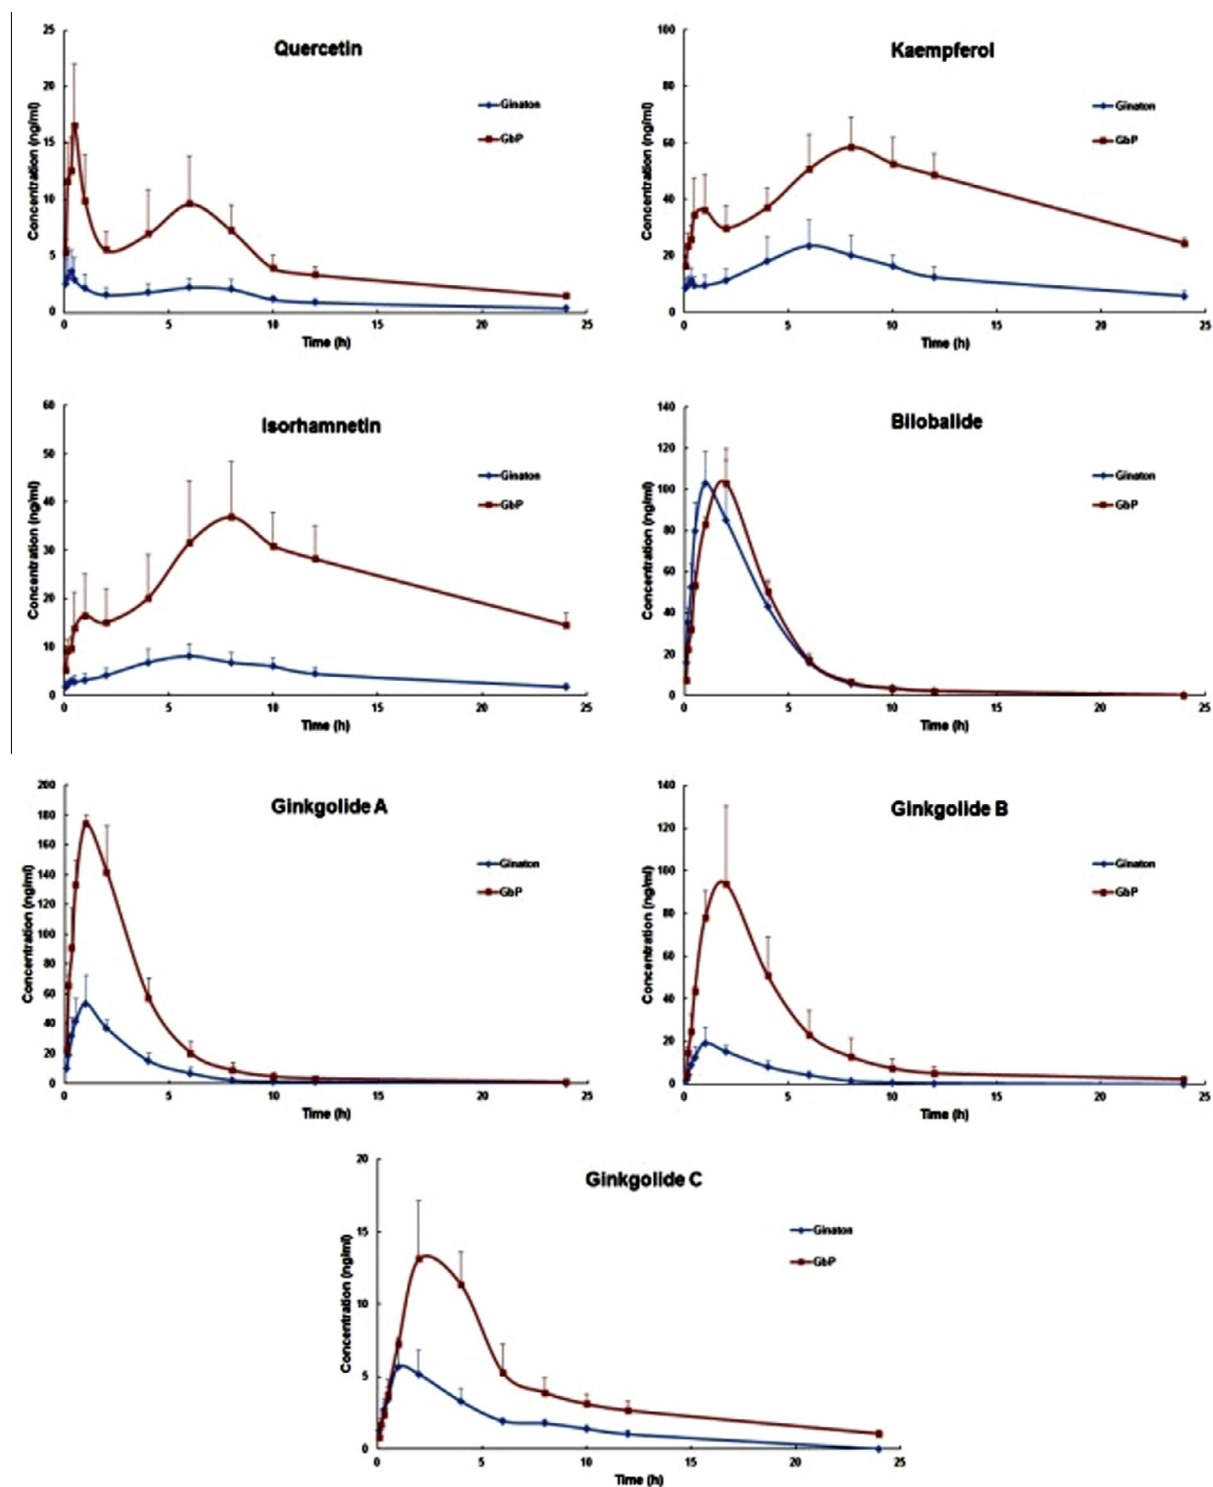 Quercetin
Concentration (ng/ml)
25
20
15
10
5
0
0 5 10 15 20 25
Time (h)
Ginaton
GbP
Kaempferol
Concentration (ng/ml)
100
80
60
40
20
0
0 5 10 15 20 25
Time (h)
Ginaton
GbP
Isorhamnetin
Concentration (ng/ml)
60
50
40
30
20
10
0
0 5 10 15 20 25
Time (h)
Ginaton
GbP
Bilobalide
Concentration (ng/ml)
140
120
100
80
60
40
20
0
0 5 10 15 20 25
Time (h)
Ginaton
GbP
Ginkgolide A
Concentration (ng/ml)
200
180
160
140
120
100
80
60
40
20
0
0 5 10 15 20 25
Time (h)
Ginaton
GbP
Ginkgolide B
Concentration (ng/ml)
140
120
100
80
60
40
20
0
0 5 10 15 20 25
Time (h)
Ginaton
GbP
Ginkgolide C
Concentration (ng/ml)
20
15
10
5
0
0 5 10 15 20 25
Time (h)
Ginaton
GbP